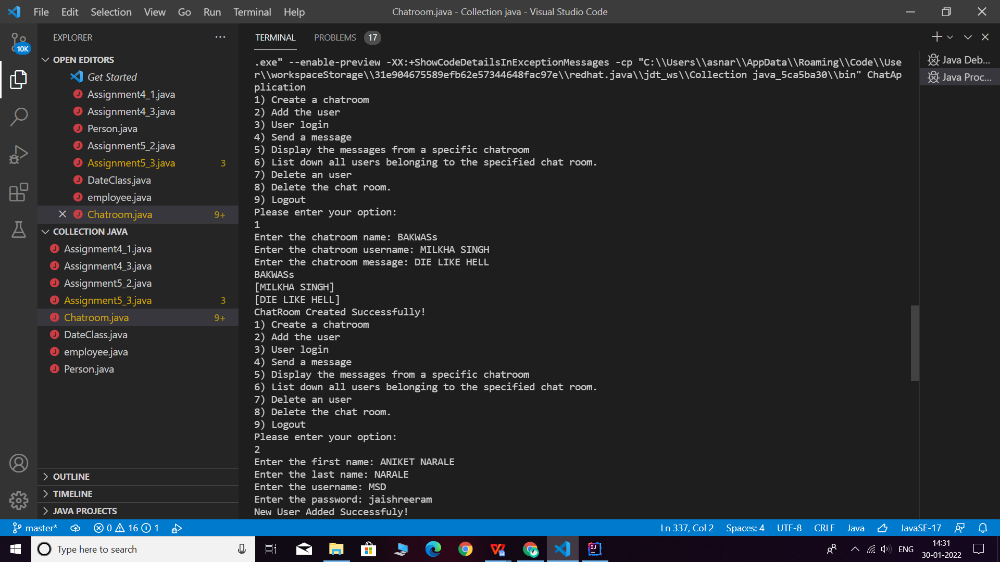 File Edit Selection View Go Run Terminal Help
Chatroom.java - Collection java - Visual Studio Code
10K
EXPLORER
OPEN EDITORS
Get Started
Assignment4_1.java
Assignment4_3.java
Person.java
Assignment5_2.java
Assignment5_3.java 3
DateClass.java
employee.java
Chatroom.java 9+
COLLECTION JAVA
Assignment4_1.java
Assignment4_3.java
Assignment5_2.java
Assignment5_3.java 3
Chatroom.java 9+
DateClass.java
employee.java
Person.java
OUTLINE
TIMELINE
JAVA PROJECTS
TERMINAL PROBLEMS 17
.exe" --enable-preview -XX:+ShowCodeDetailsInExceptionMessages -cp "C:\\Users\\asnar\\AppData\\Roaming\\Code\\Use
r\\workspaceStorage\\31e904675589efb62e57344648fac97e\\redhat.java\\jdt_ws\\Collection java_5ca5ba30\\bin" ChatAp
plication
1) Create a chatroom
2) Add the user
3) User login
4) Send a message
5) Display the messages from a specific chatroom
6) List down all users belonging to the specified chat room.
7) Delete an user
8) Delete the chat room.
9) Logout
Please enter your option:
1
Enter the chatroom name: BAKWASs
Enter the chatroom username: MILKHA SINGH
Enter the chatroom message: DIE LIKE HELL
BAKWASs
[MILKHA SINGH]
[DIE LIKE HELL]
ChatRoom Created Successfully!
1) Create a chatroom
2) Add the user
3) User login
4) Send a message
5) Display the messages from a specific chatroom
6) List down all users belonging to the specified chat room.
7) Delete an user
8) Delete the chat room.
9) Logout
Please enter your option:
2
Enter the first name: ANIKET NARALE
Enter the last name: NARALE
Enter the username: MSD
Enter the password: jaishreeram
New User Added Successfuly!
Java Deb...
Java Proc...
master* 0 16 1
Ln 337, Col 2 Spaces: 4 UTF-8 CRLF Java JavaSE-17
Type here to search
ENG
14:31
30-01-2022